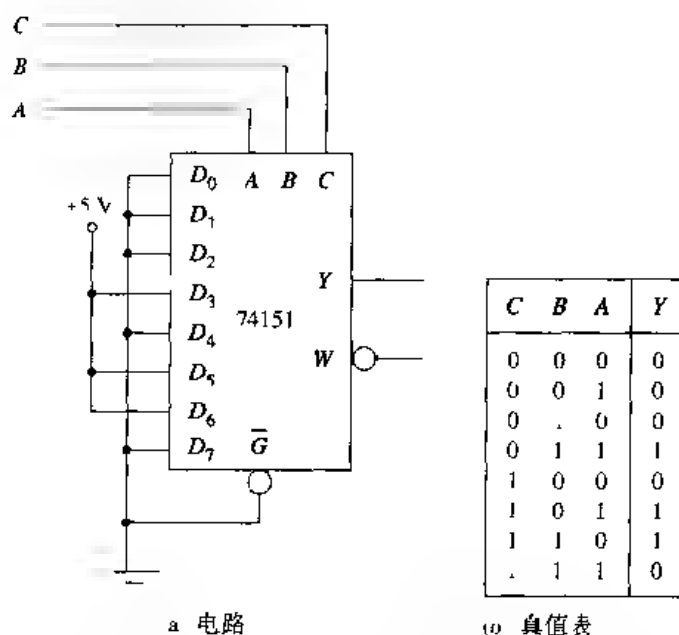 C
B
A
D₀ A B C
+5 V
D₁
D₂
Y
D₃
74151
D₄
W
D₅
D₆
D₇ G̅
C B A Y
0 0 0 0
0 0 1 0
0 . 0 0
0 1 1 1
1 0 0 0
1 0 1 1
1 1 0 1
. 1 1 0
a 电路
真值表